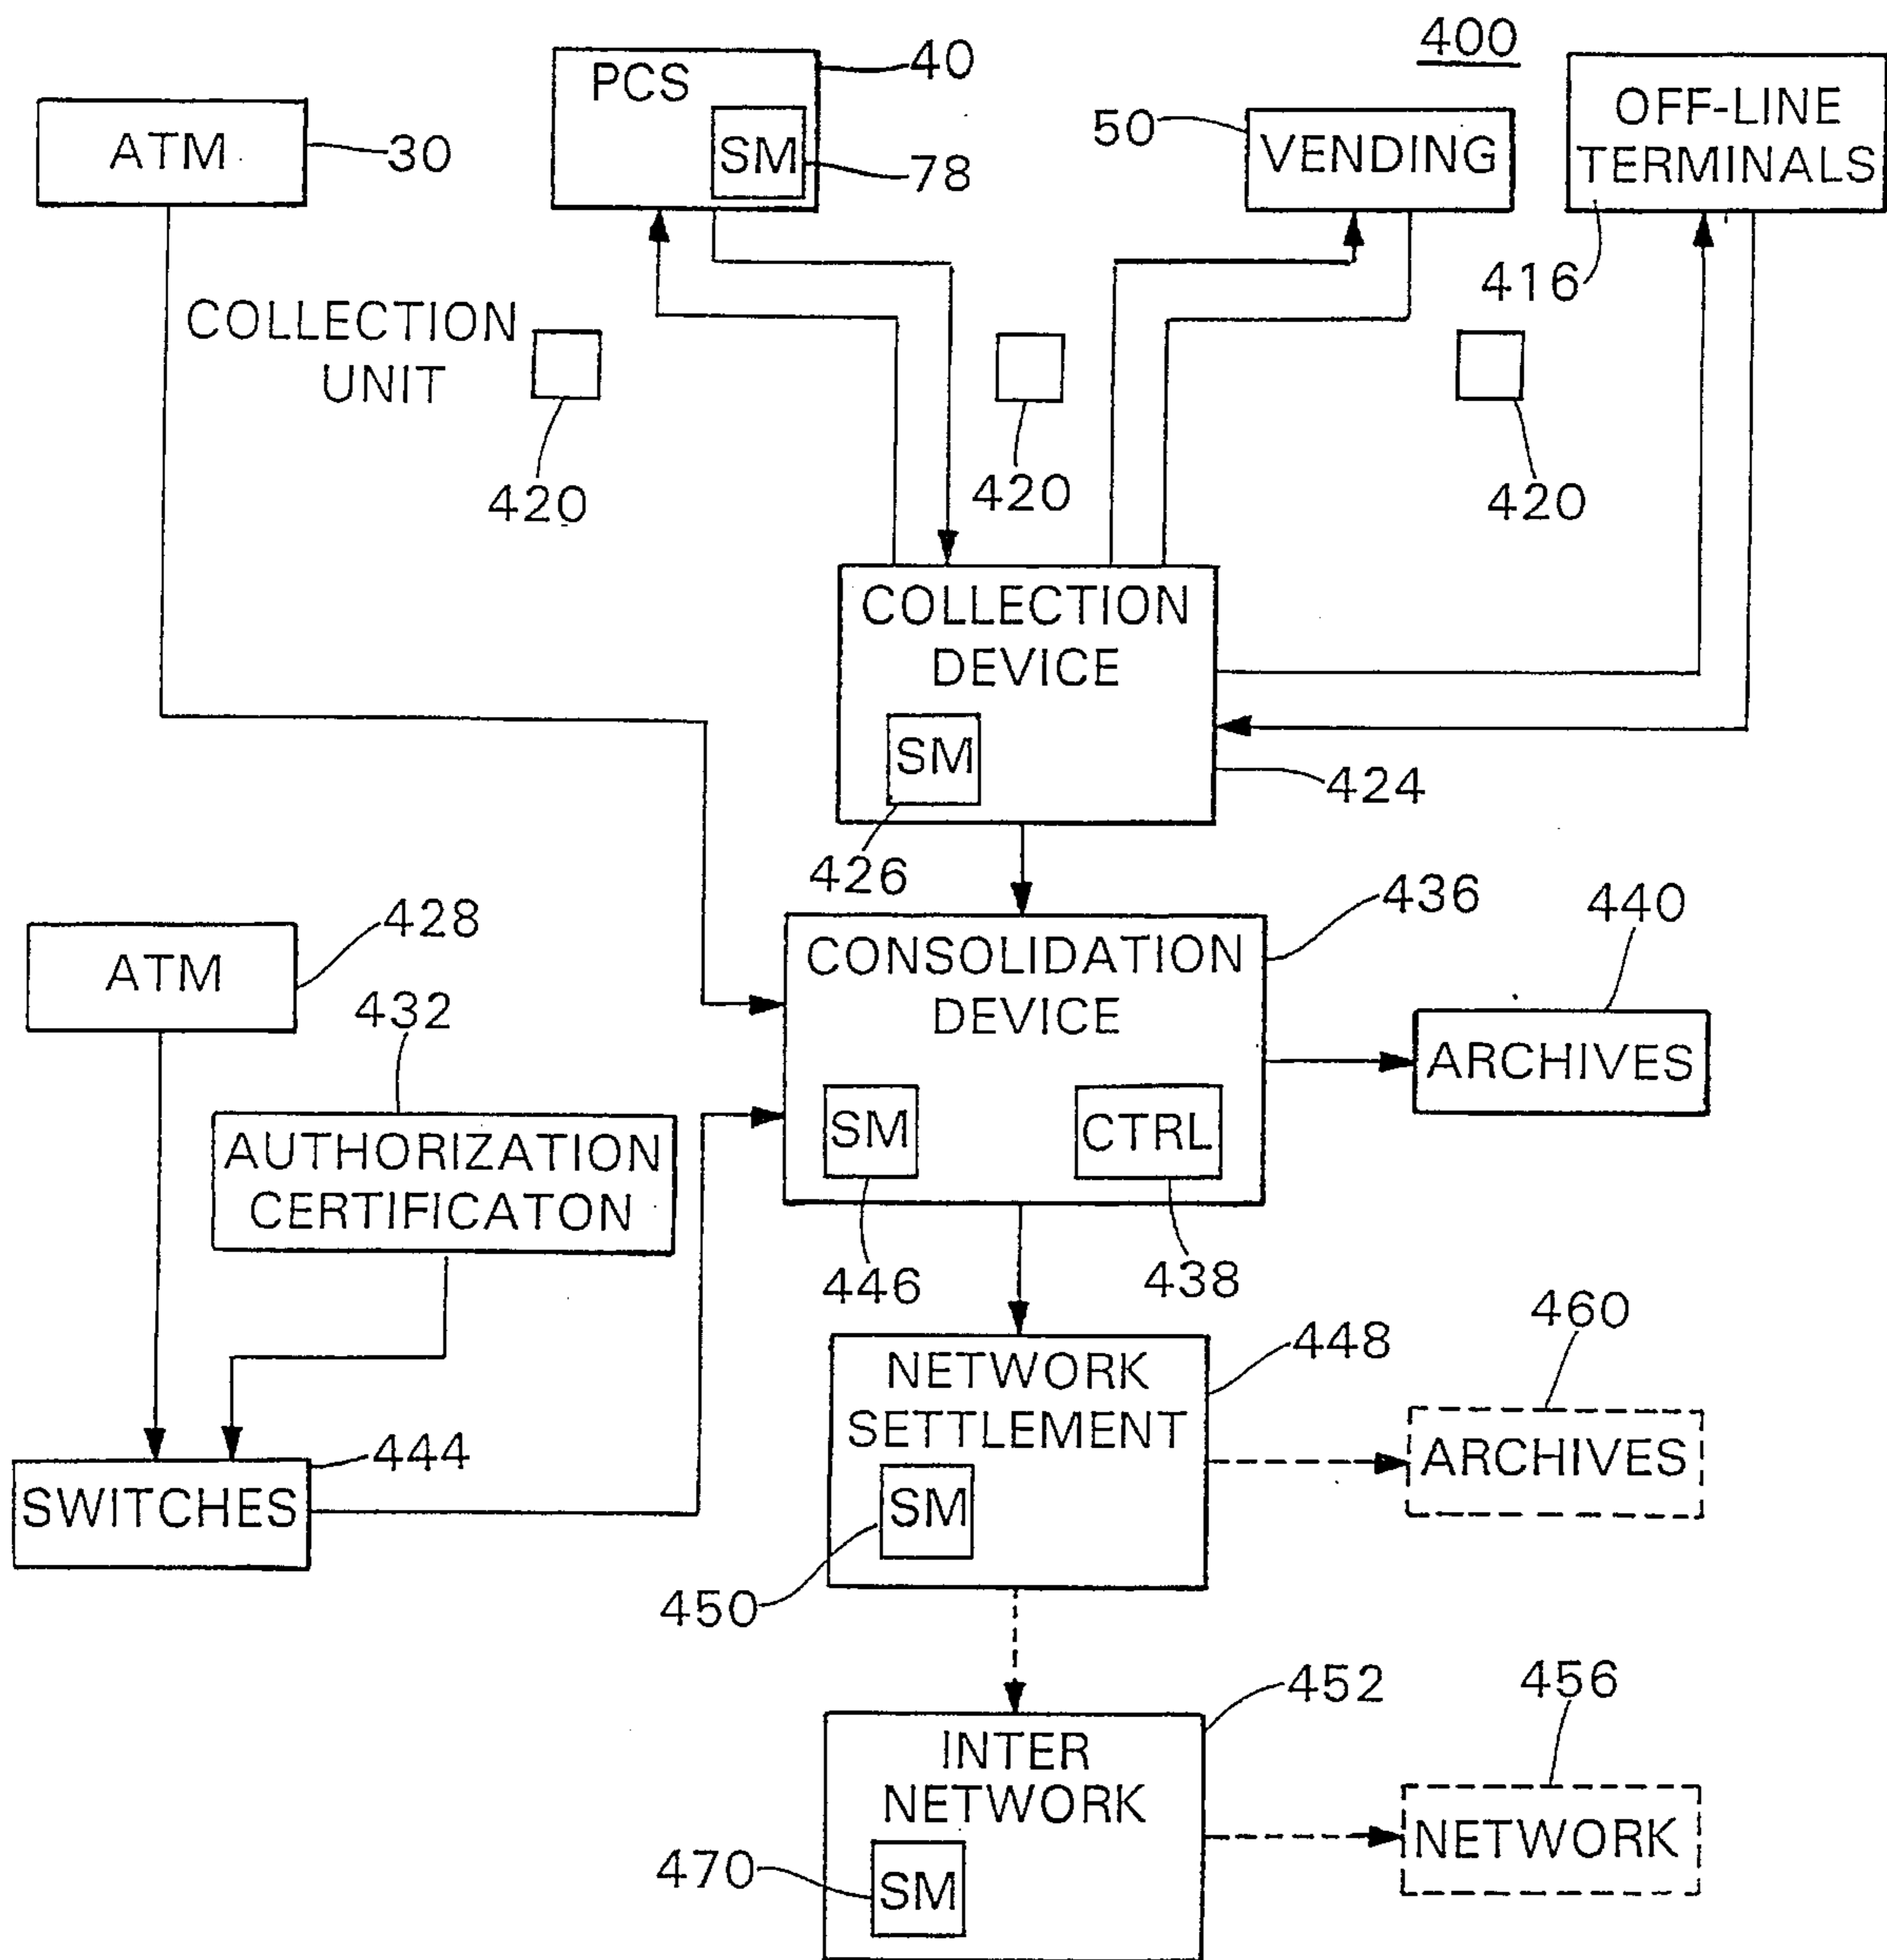 400
PCS
40
SM
78
ATM
30
50
VENDING
OFF-LINE
TERMINALS
416
COLLECTION
UNIT
420
420
420
COLLECTION
DEVICE
SM
424
426
ATM
428
432
AUTHORIZATION
CERTIFICATON
CONSOLIDATION
DEVICE
436
440
ARCHIVES
SM
CTRL
446
438
SWITCHES
444
NETWORK
SETTLEMENT
448
SM
450
460
ARCHIVES
INTER
NETWORK
452
SM
470
456
NETWORK